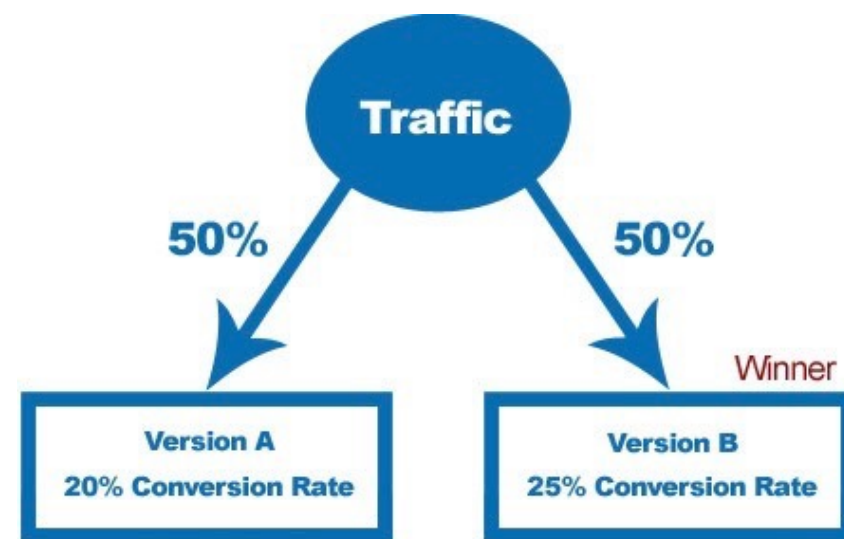 Traffic
50%
50%
Winner
Version A
20% Conversion Rate
Version B
25% Conversion Rate